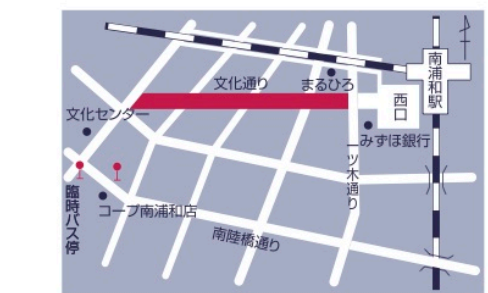 南浦和駅
西口
まるひろ
文化通り
文化センター
みずほ銀行
一ツ木通り
コープ南浦和店
臨時バス停
南陸橋通り